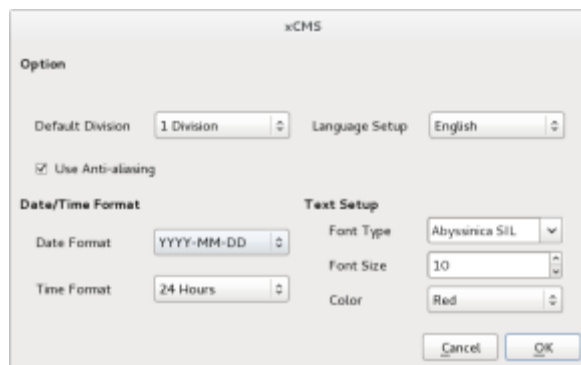 xCMS
Option
Default Division 1 Division Language Setup English
Use Anti-aliasing
Date/Time Format Text Setup
Date Format YYYY-MM-DD Font Type Abyssinica SIL
Font Size 10
Time Format 24 Hours Color Red
Cancel OK